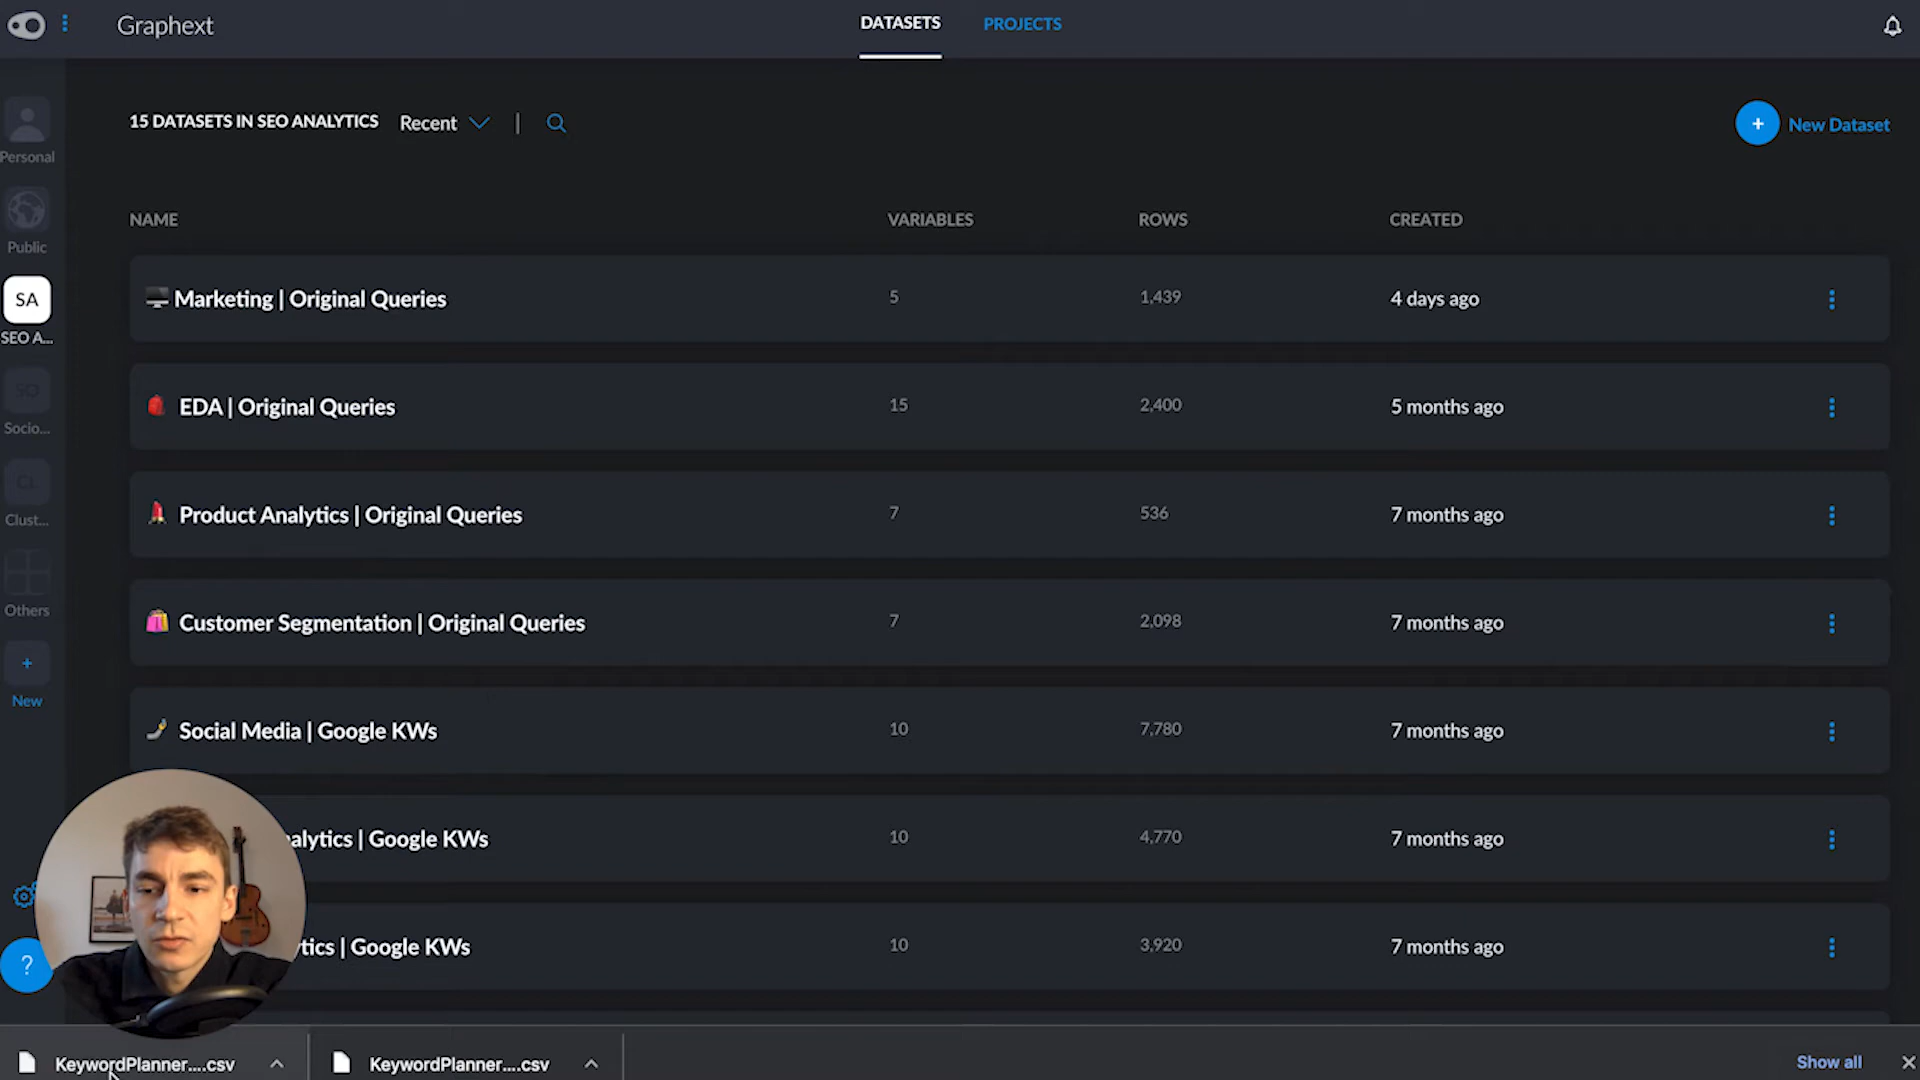 Graphext
DATASETS
PROJECTS
15 DATASETS IN SEO ANALYTICS
Recent
New Dataset
Personal
Public
SA
SEO A...
SO
Socio...
CL
Clust...
Others
+
New
?
NAME VARIABLES ROWS CREATED
Marketing | Original Queries 5 1,439 4 days ago
EDA | Original Queries 15 2,400 5 months ago
Product Analytics | Original Queries 7 536 7 months ago
Customer Segmentation | Original Queries 7 2,098 7 months ago
Social Media | Google KWs 10 7,780 7 months ago
alytics | Google KWs 10 4,770 7 months ago
tics | Google KWs 10 3,920 7 months ago
KeywordPlanner....csv
KeywordPlanner....csv
Show all